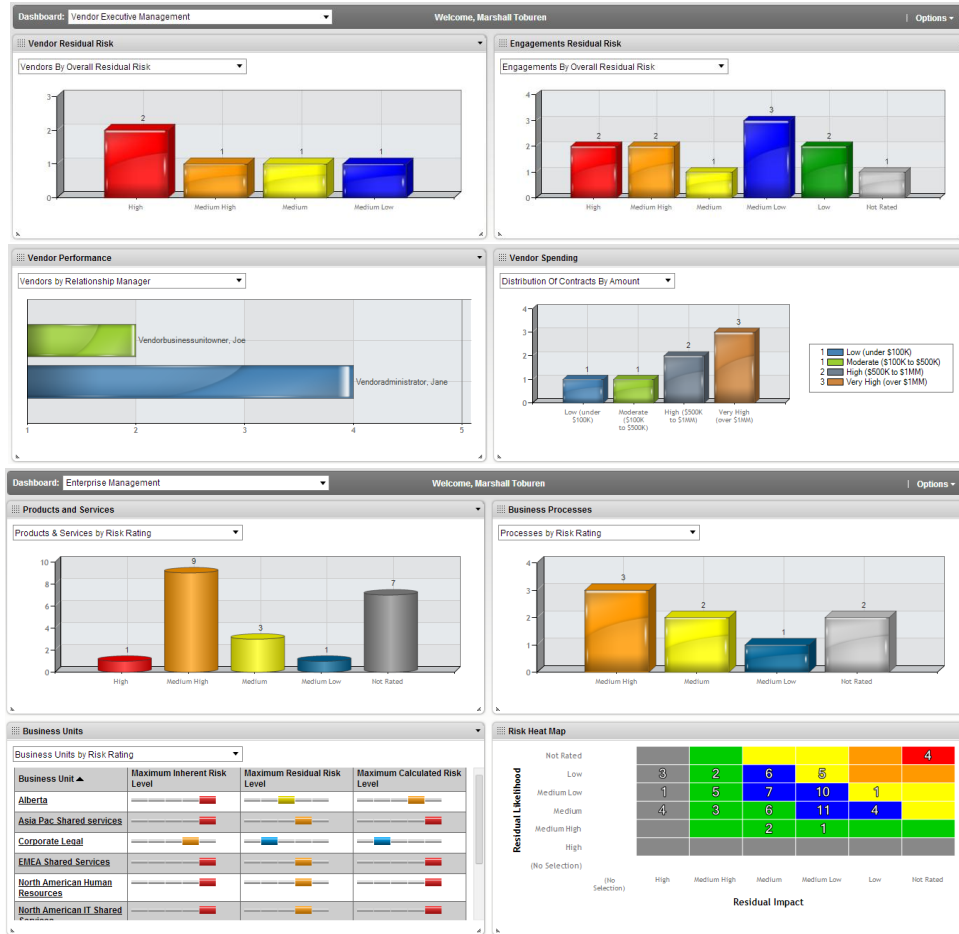 Dashboard: Vendor Executive Management
Welcome, Marshall Toburen
| Options
Vendor Residual Risk
Vendors By Overall Residual Risk
3
2
1
0
2
1
1
1
High
Medium High
Medium
Medium Low
Engagements Residual Risk
Engagements By Overall Residual Risk
4
3
2
1
0
2
2
1
3
2
1
High
Medium High
Medium
Medium Low
Low
Not Rated
Vendor Performance
Vendors by Relationship Manager
Vendorbusinessunitowner, Joe
Vendoradministrator, Jane
1
2
3
4
5
Vendor Spending
Distribution Of Contracts By Amount
4
3
2
1
0
1
1
2
3
Low (under
$100K)
Moderate
($100K
to $500K)
High ($500K
to $1MM)
Very High
(over $1MM)
1 Low (under $100K)
1 Moderate ($100K to $500K)
2 High ($500K to $1MM)
3 Very High (over $1MM)
Dashboard: Enterprise Management
Welcome, Marshall Toburen
| Options
Products and Services
Products & Services by Risk Rating
10
8
6
4
2
0
1
9
3
1
7
High
Medium High
Medium
Medium Low
Not Rated
Business Processes
Processes by Risk Rating
4
3
2
1
0
3
2
1
2
Medium High
Medium
Medium Low
Not Rated
Business Units
Business Units by Risk Rating
Business Unit
Maximum Inherent Risk
Level
Maximum Residual Risk
Level
Maximum Calculated Risk
Level
Alberta
Asia Pac Shared services
Corporate Legal
EMEA Shared Services
North American Human
Resources
North American IT Shared
Services
Risk Heat Map
Residual Likelihood
Not Rated
4
Low
3 2 6 5
Medium Low
1 5 7 10 1
Medium
4 3 6 11 4
Medium High
2 1
High
(No Selection)
(No
Selection)
High
Medium High
Medium
Medium Low
Low
Not Rated
Residual Impact